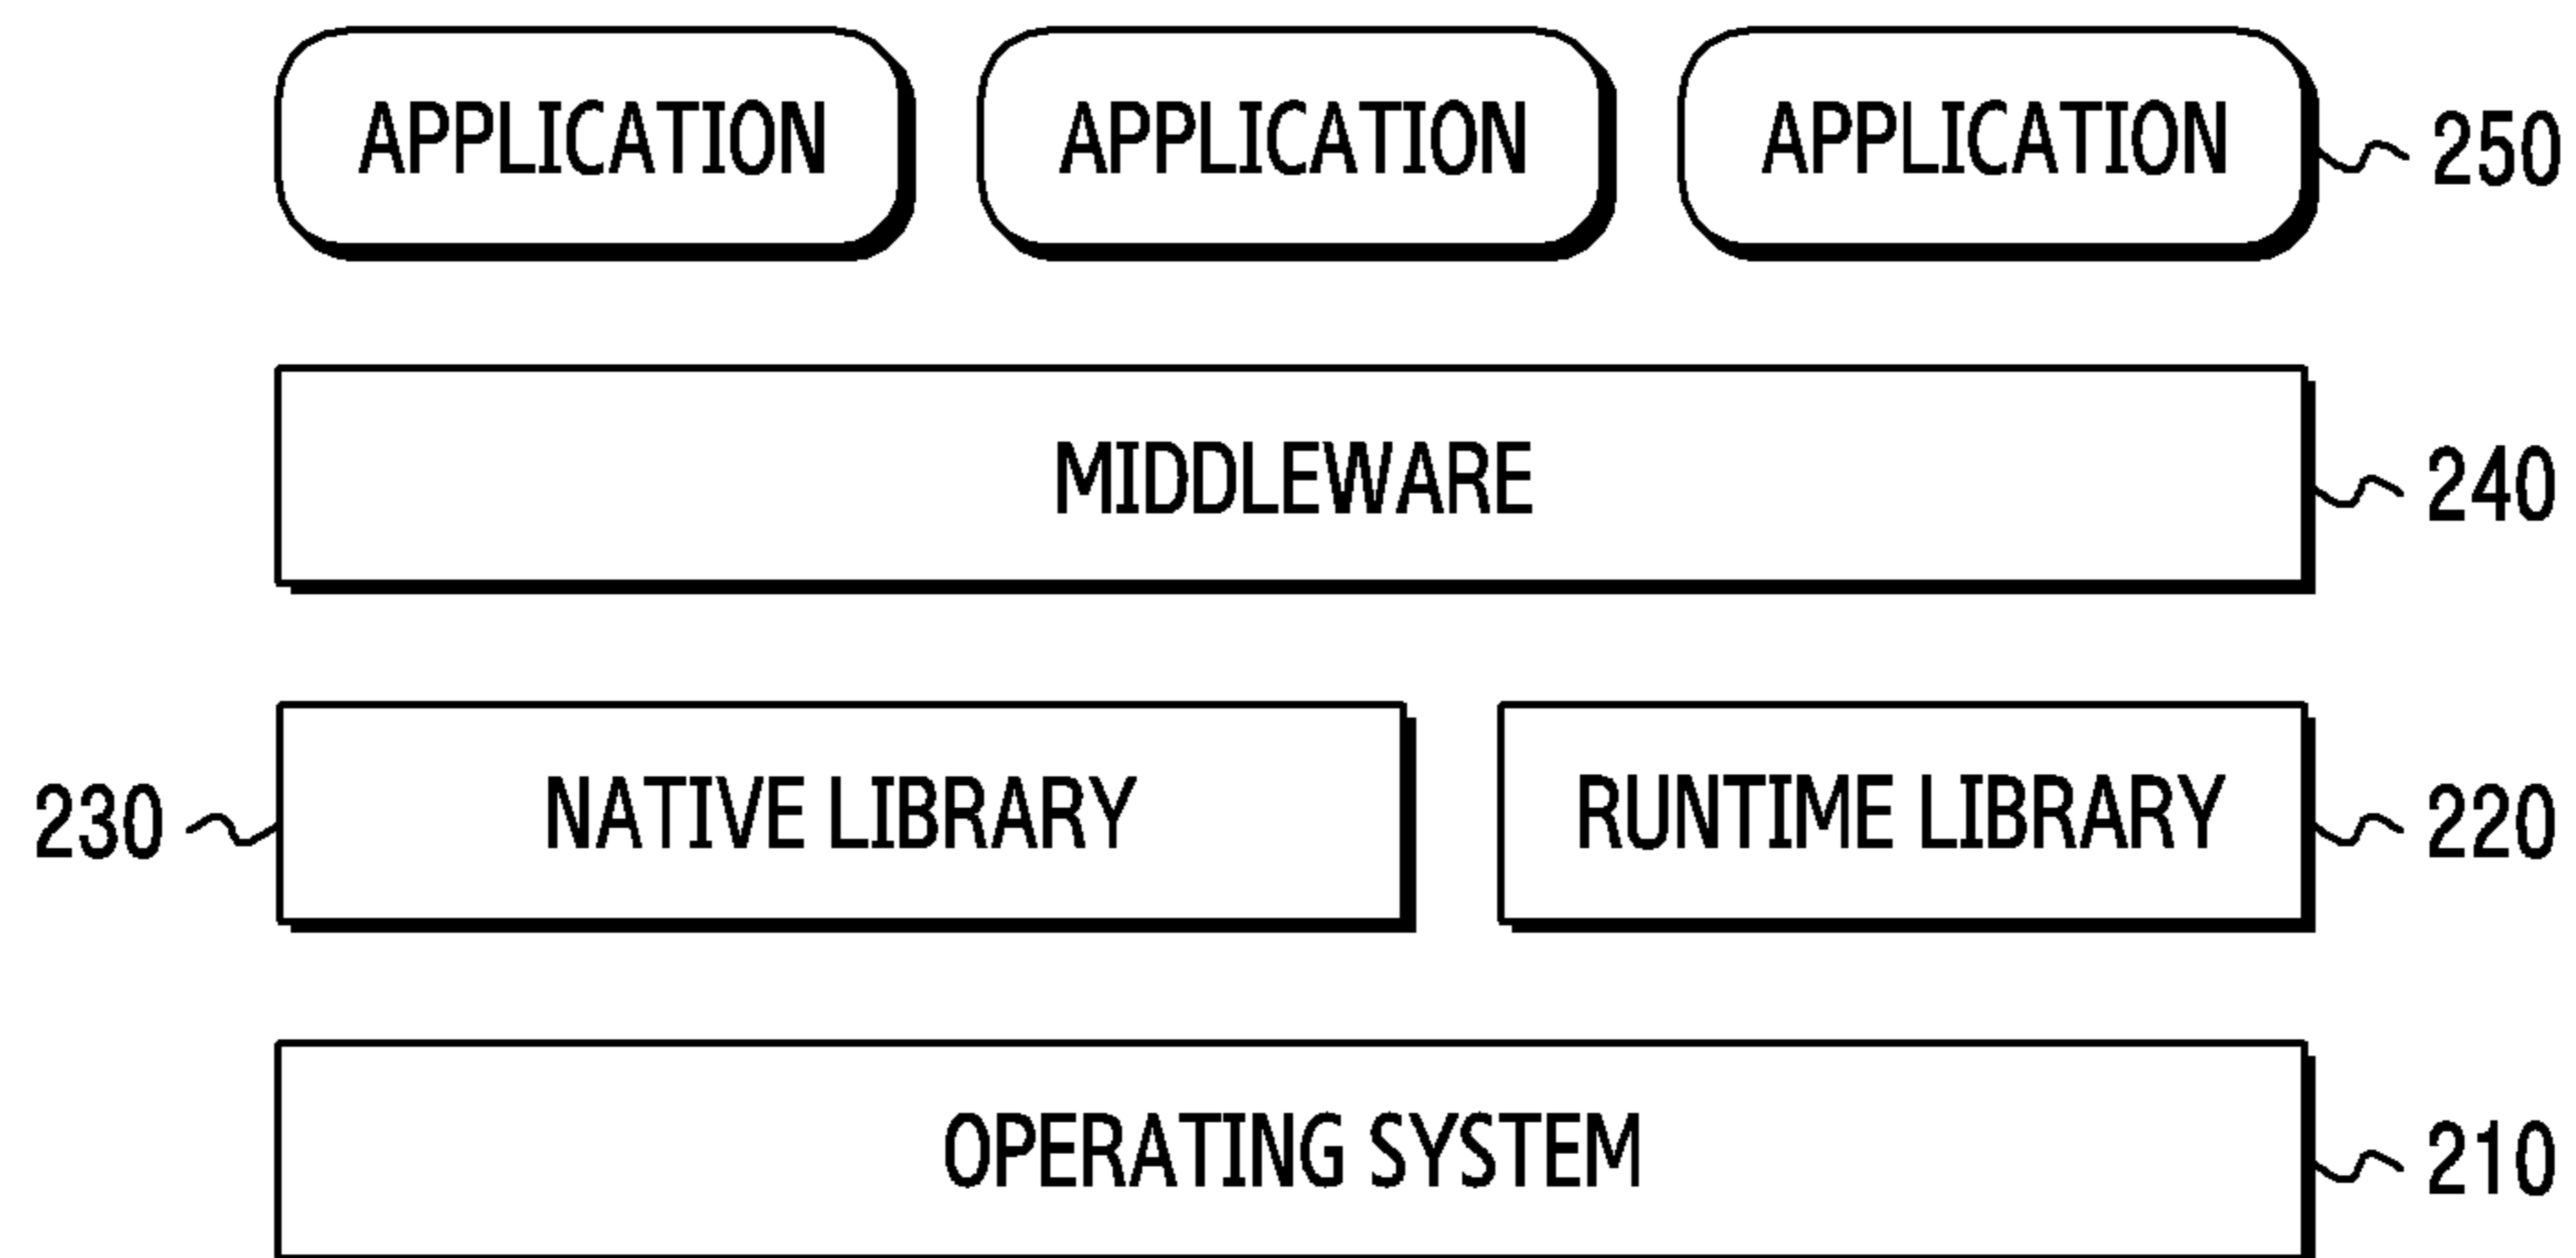 APPLICATION APPLICATION APPLICATION 250
MIDDLEWARE 240
230 NATIVE LIBRARY RUNTIME LIBRARY 220
OPERATING SYSTEM 210